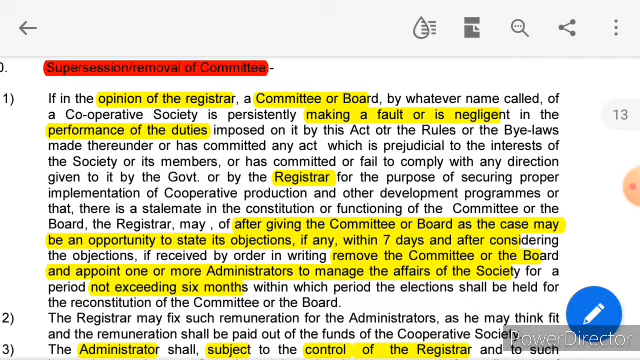 0. Supersession/removal of Committee -
1) If in the opinion of the registrar, a Committee or Board, by whatever name called, of
of a Co-operative Society is persistently making a fault or is negligent in the
performance of the duties imposed on it by this Act otr the Rules or the Bye-laws
made thereunder or has committed any act which is prejudicial to the interests of
the Society or its members, or has committed or fail to comply with any direction
given to it by the Govt. or by the Registrar for the purpose of securing proper
implementation of Cooperative production and other development programmes or
that, there is a stalemate in the constitution or functioning of the Committee or the
Board, the Registrar, may , of after giving the Committee or Board as the case may
be an opportunity to state its objections, if any, within 7 days and after considering
the objections, if received by order in writing remove the Committee or the Board
and appoint one or more Administrators to manage the affairs of the Society for a
period not exceeding six months within which period the elections shall be held for
the reconstitution of the Committee or the Board.
2) The Registrar may fix such remuneration for the Administrators, as he may think fit
and the remuneration shall be paid out of the funds of the Cooperative Society
3) The Administrator shall, subject to the control of the Registrar and to such
13
PowerDirector